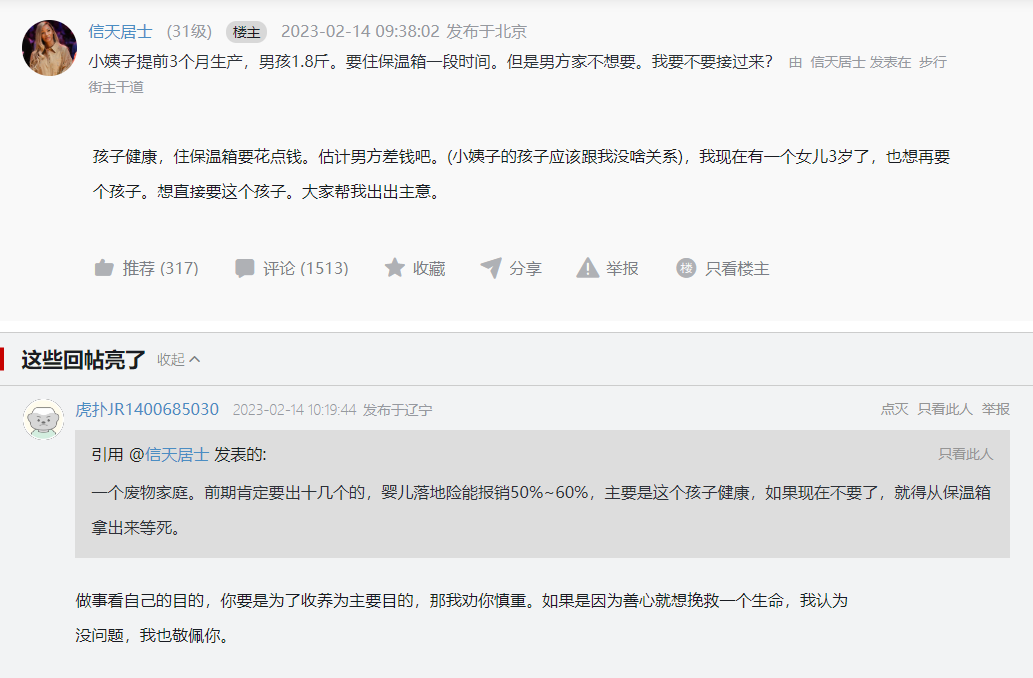 信天居士 (31级) 楼主 2023-02-14 09:38:02 发布于北京
小姨子提前3个月生产，男孩1.8斤。要住保温箱一段时间。但是男方家不想要。我要不要接过来？ 由 信天居士 发表在 步行
街主干道
孩子健康，住保温箱要花点钱。估计男方差钱吧。(小姨子的孩子应该跟我没啥关系)，我现在有一个女儿3岁了，也想再要
个孩子。想直接要这个孩子。大家帮我出出主意。
推荐 (317) 评论 (1513) 收藏 分享 举报 楼 只看楼主
这些回帖亮了 收起
虎扑JR1400685030 2023-02-14 10:19:44 发布于辽宁 点灭 只看此人 举报
引用 @信天居士 发表的: 只看此人
一个废物家庭。前期肯定要出十几个的，婴儿落地险能报销50%~60%，主要是这个孩子健康，如果现在不要了，就得从保温箱
拿出来等死。
做事看自己的目的，你要是为了收养为主要目的，那我劝你慎重。如果是因为善心就想挽救一个生命，我认为
没问题，我也敬佩你。